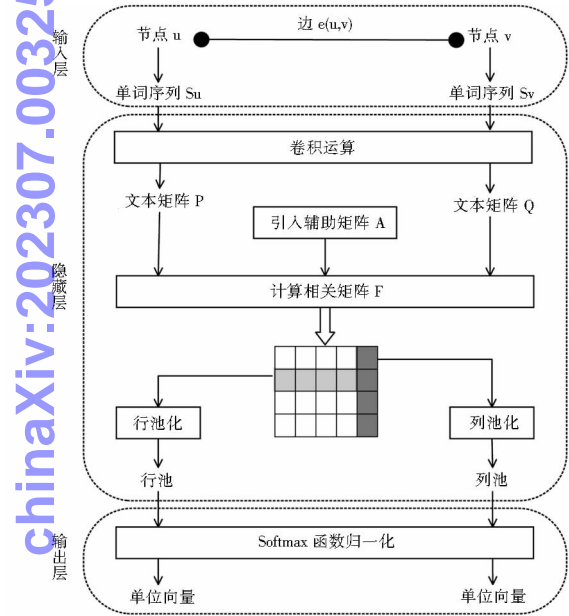 chinaXiv:202307.0032
输入层
边 e(u,v)
节点 u
节点 v
单词序列 Su
单词序列 Sv
隐藏层
卷积运算
文本矩阵 P
文本矩阵 Q
引入辅助矩阵 A
计算相关矩阵 F
行池化
列池化
行池
列池
输出层
Softmax 函数归一化
单位向量
单位向量